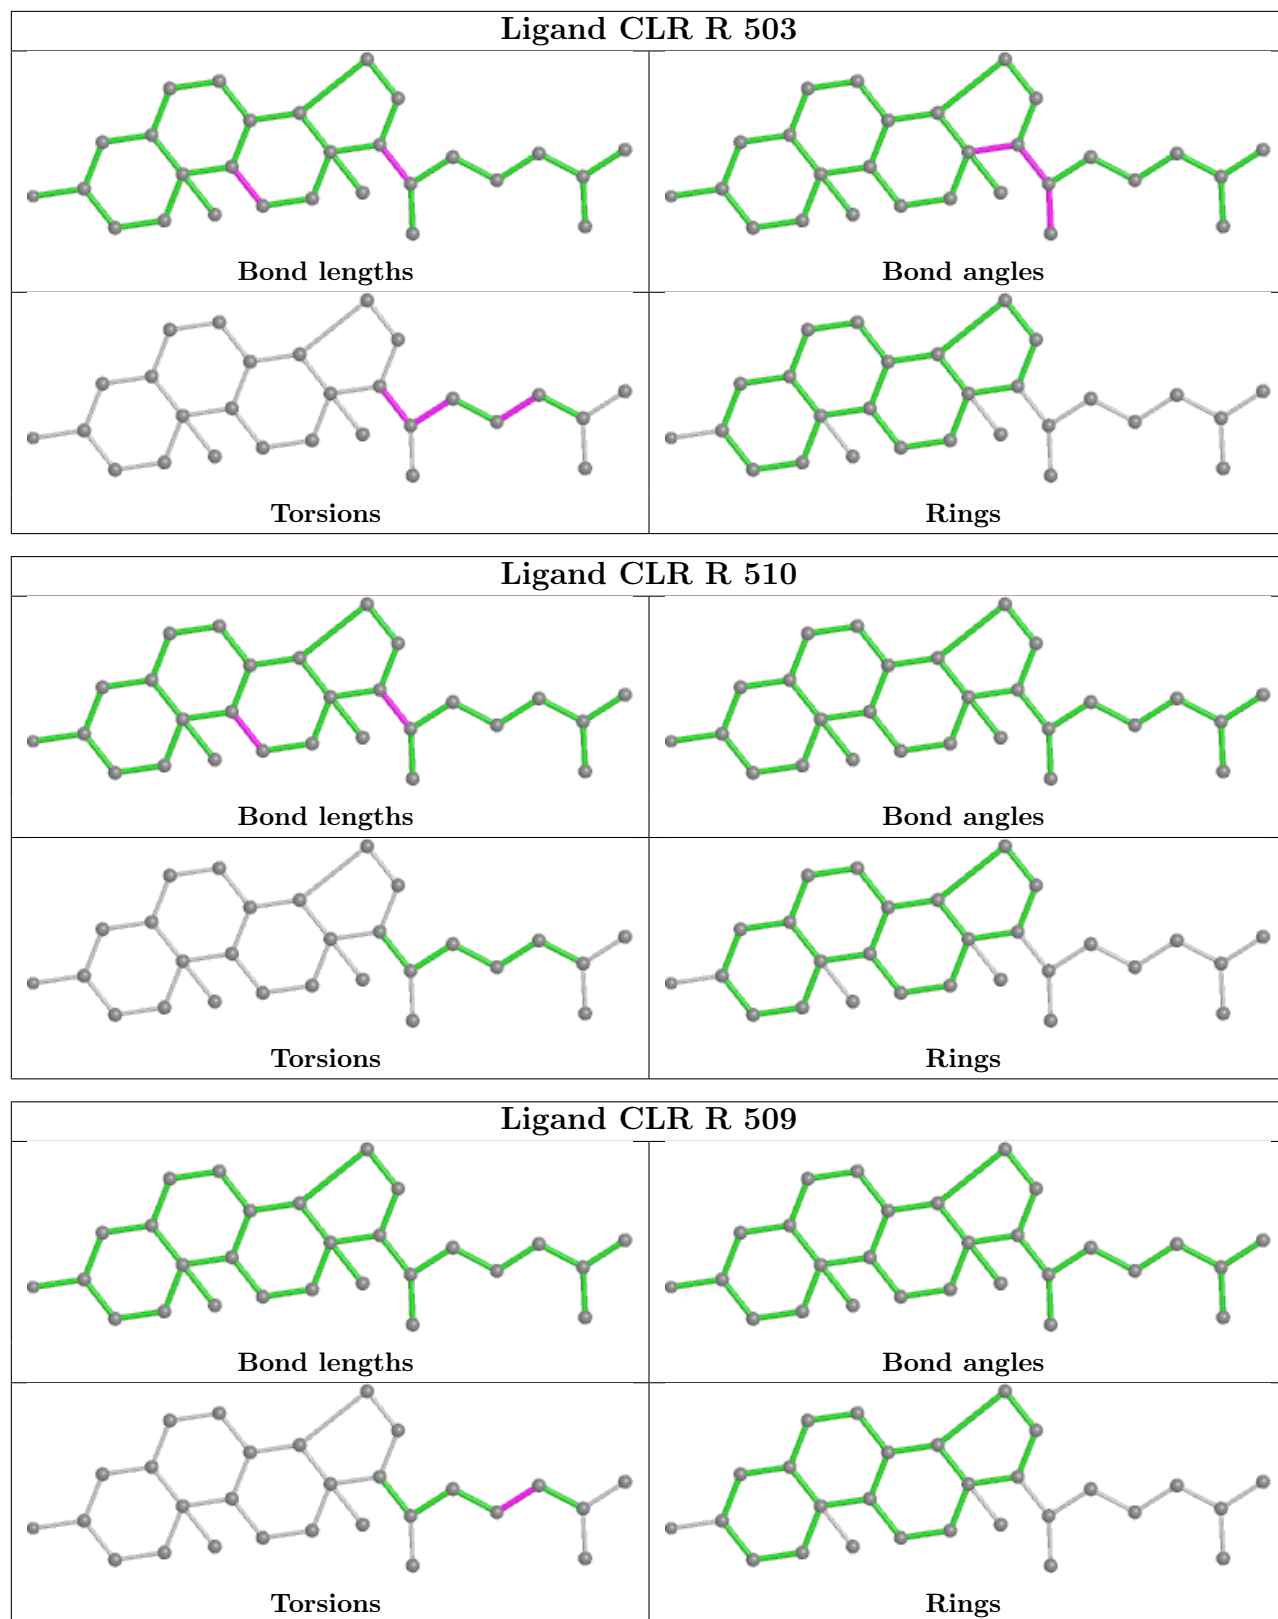 Ligand CLR R 503
Bond lengths
Bond angles
Torsions
Rings
Ligand CLR R 510
Bond lengths
Bond angles
Torsions
Rings
Ligand CLR R 509
Bond lengths
Bond angles
Torsions
Rings